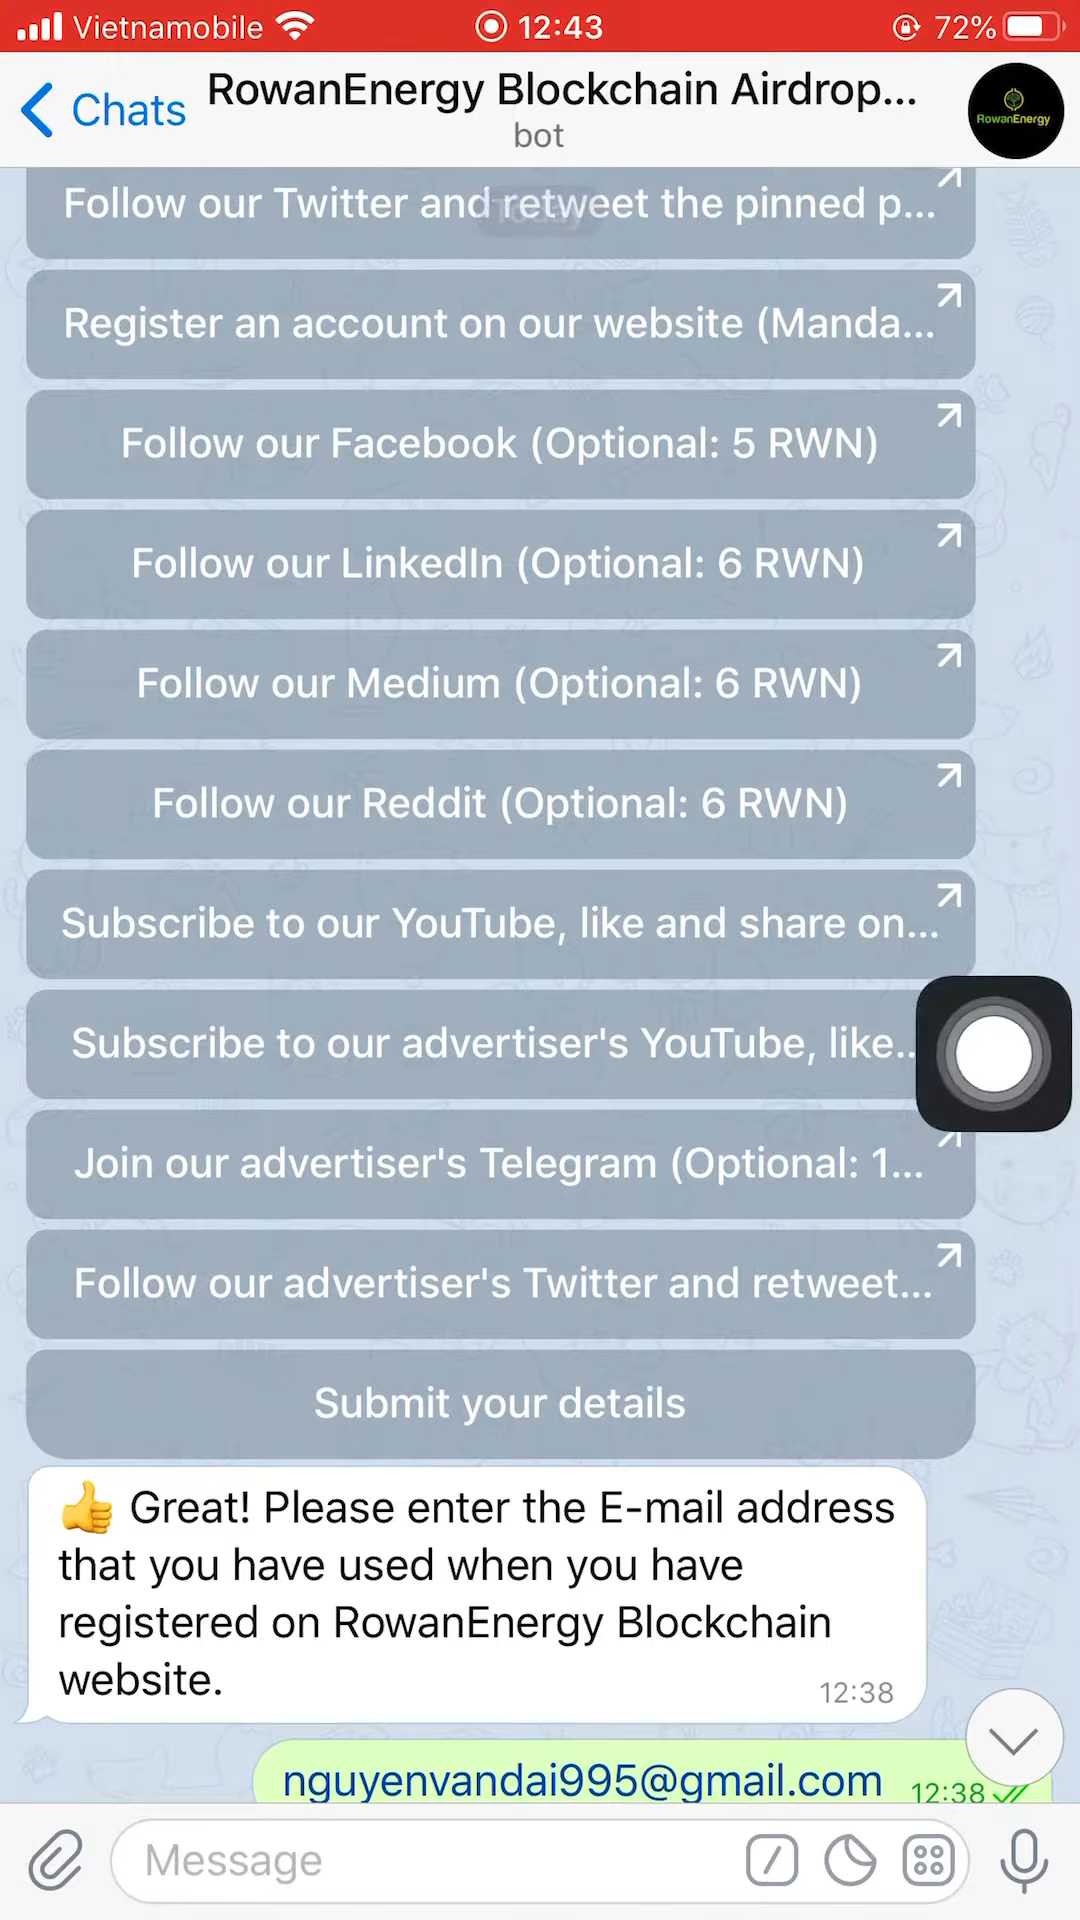 Vietnamobile 12:43 72%
Chats RowanEnergy Blockchain Airdrop...
bot
RowanEnergy
Today
Follow our Twitter and retweet the pinned p...
Register an account on our website (Manda...
Follow our Facebook (Optional: 5 RWN)
Follow our LinkedIn (Optional: 6 RWN)
Follow our Medium (Optional: 6 RWN)
Follow our Reddit (Optional: 6 RWN)
Subscribe to our YouTube, like and share on...
Subscribe to our advertiser's YouTube, like..
Join our advertiser's Telegram (Optional: 1...
Follow our advertiser's Twitter and retweet...
Submit your details
👍 Great! Please enter the E-mail address
that you have used when you have
registered on RowanEnergy Blockchain
website.
12:38
nguyenvandai995@gmail.com 12:38
Message